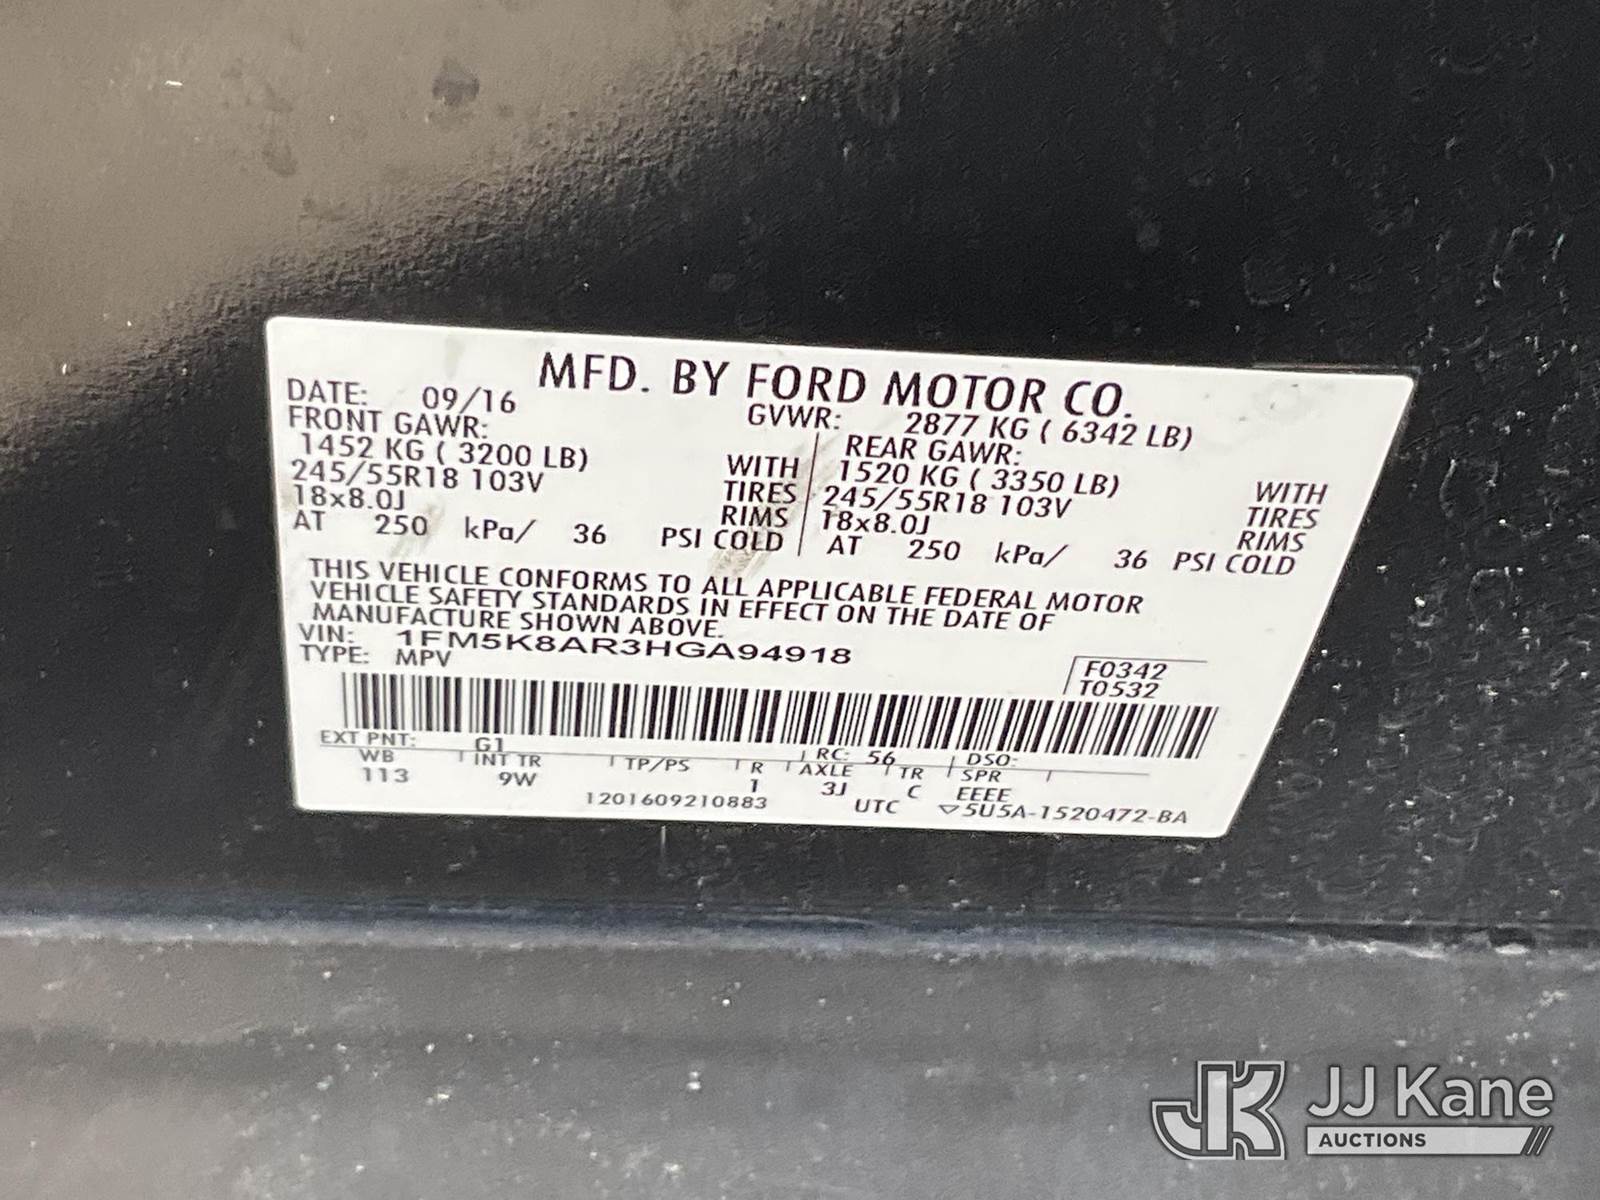 MFD. BY FORD MOTOR CO.
DATE: 09/16 GVWR: 2877 KG ( 6342 LB)
FRONT GAWR: REAR GAWR:
1452 KG ( 3200 LB) WITH 1520 KG ( 3350 LB) WITH
245/55R18 103V TIRES 245/55R18 103V TIRES
18x8.0J RIMS 18x8.0J RIMS
AT 250 kPa/ 36 PSI COLD AT 250 kPa/ 36 PSI COLD
THIS VEHICLE CONFORMS TO ALL APPLICABLE FEDERAL MOTOR
VEHICLE SAFETY STANDARDS IN EFFECT ON THE DATE OF
MANUFACTURE SHOWN ABOVE.
VIN: 1FM5K8AR3HGA94918
TYPE: MPV
F0342
T0532
EXT PNT: G1 RC: 56 DSO:
WB INT TR TP/PS R AXLE TR SPR
113 9W 1 3J C EEEE
1201609210883 UTC ▽5U5A-1520472-BA
JK JJ Kane
AUCTIONS